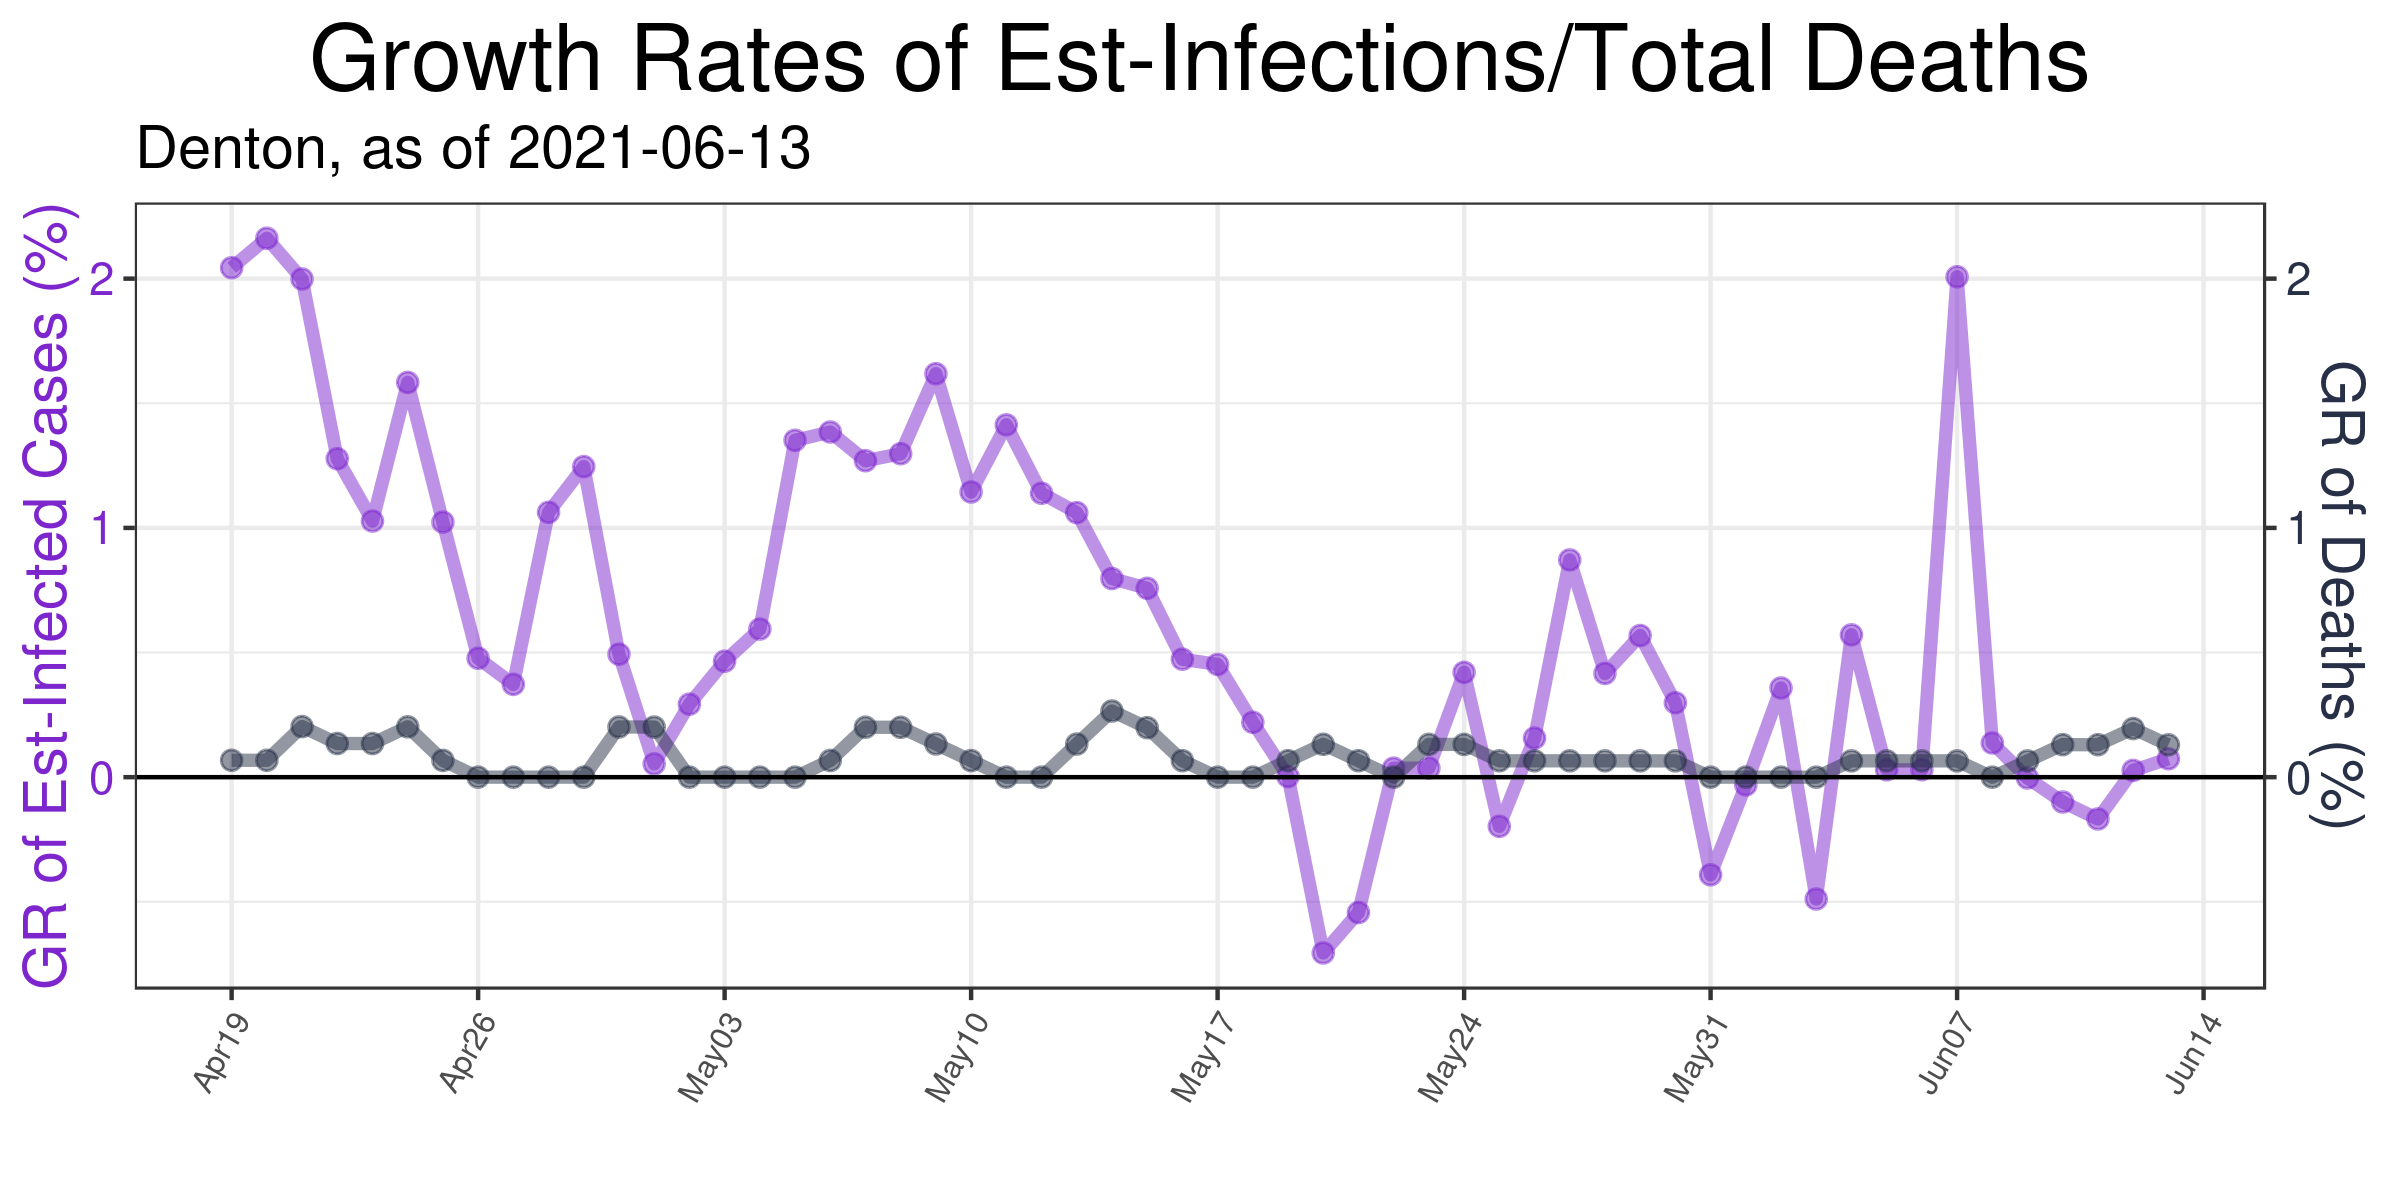 Growth Rates of Est-Infections/Total Deaths
Denton, as of 2021-06-13
GR of Est-Infected Cases (%)
2
1
0
2
1
0
GR of Deaths (%)
Apr19
Apr26
May03
May10
May17
May24
May31
Jun07
Jun14